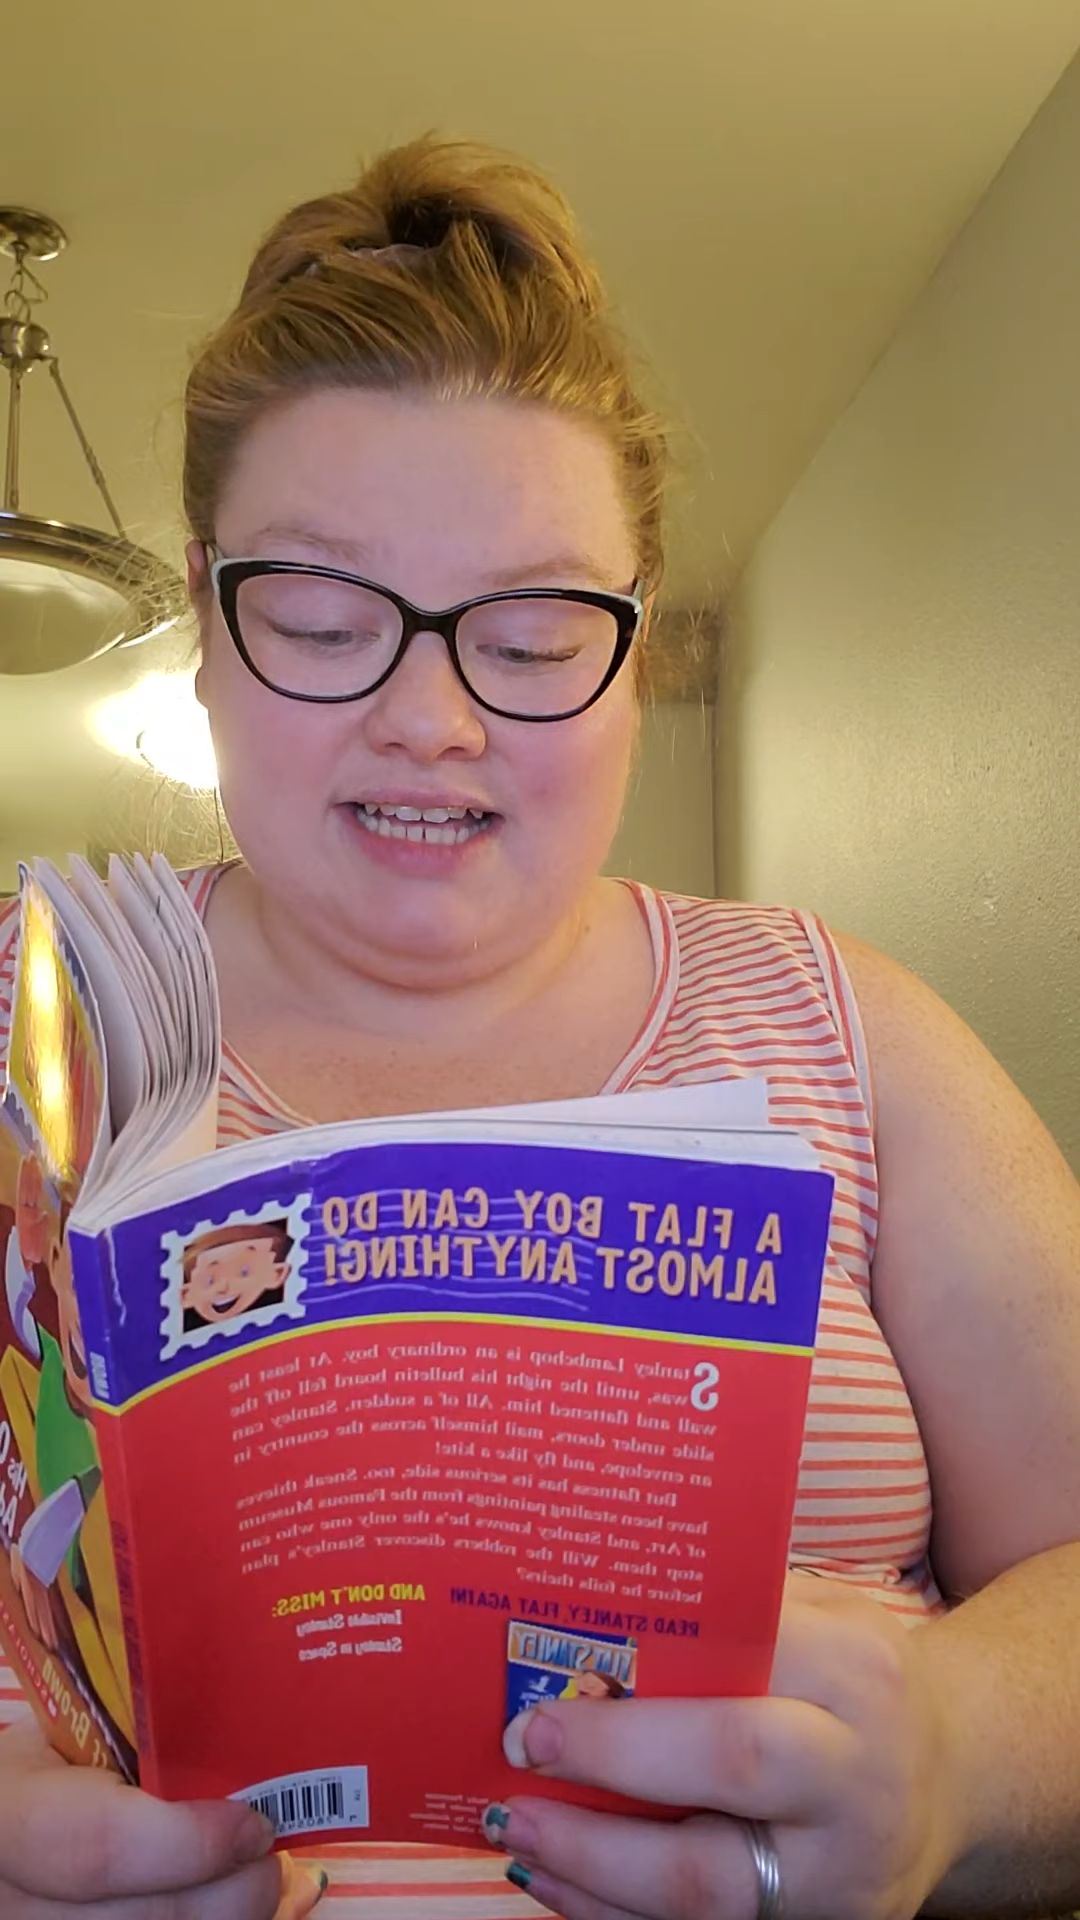 A FLAT BOY CAN DO
ALMOST ANYTHING!
Stanley Lambchop is an ordinary boy. At least he
was, until the night his bulletin board fell off the
wall and flattened him. All of a sudden, Stanley can
slide under doors, mail himself across the country in
an envelope, and fly like a kite!
But flatness has its serious side, too. Sneak thieves
have been stealing paintings from the Famous Museum
of Art, and Stanley knows he's the only one who can
stop them. Will the robbers discover Stanley's plan
before he foils theirs?
READ STANLEY, FLAT AGAIN!
AND DON'T MISS:
Invisible Stanley
Stanley in Space
STANLEY
His
Brown